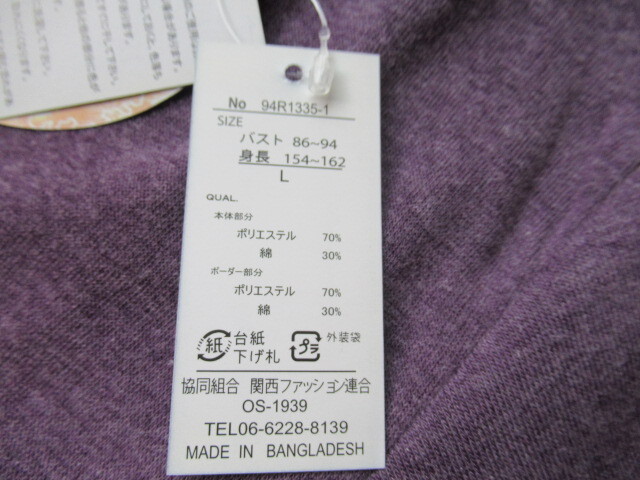 No 94R1335-1
SIZE
バスト 86~94
身長 154~162
L
QUAL.
本体部分
ポリエステル 70%
綿 30%
ボーダー部分
ポリエステル 70%
綿 30%
紙 台紙 プラ 外装袋
下げ札
協同組合 関西ファッション連合
OS-1939
TEL06-6228-8139
MADE IN BANGLADESH